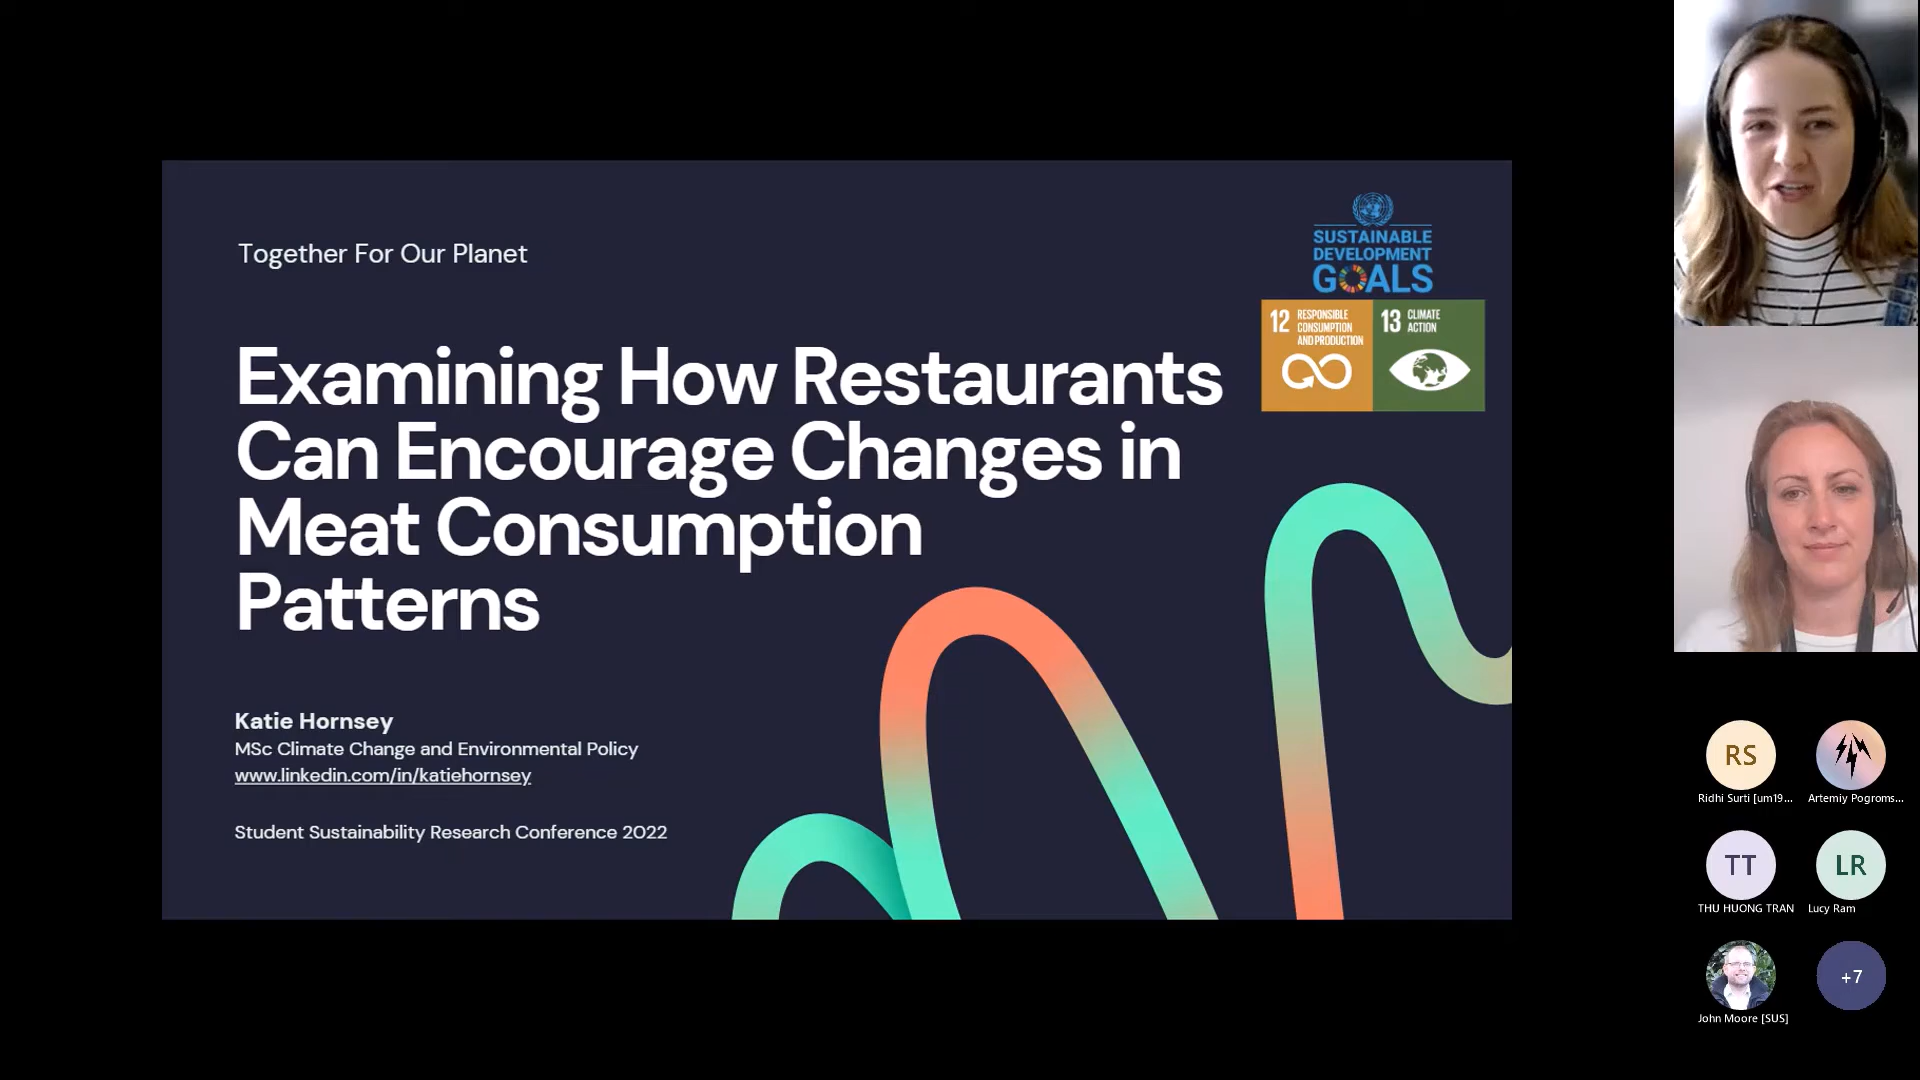 Together For Our Planet
SUSTAINABLE
DEVELOPMENT
GOALS
12 RESPONSIBLE
CONSUMPTION
AND PRODUCTION
13 CLIMATE
ACTION
Examining How Restaurants
Can Encourage Changes in
Meat Consumption
Patterns
Katie Hornsey
MSc Climate Change and Environmental Policy
www.linkedin.com/in/katiehornsey
Student Sustainability Research Conference 2022
RS
Ridhi Surti [um19...
Artemiy Pogroms...
TT
THU HUONG TRAN
LR
Lucy Ram
John Moore [SUS]
+7